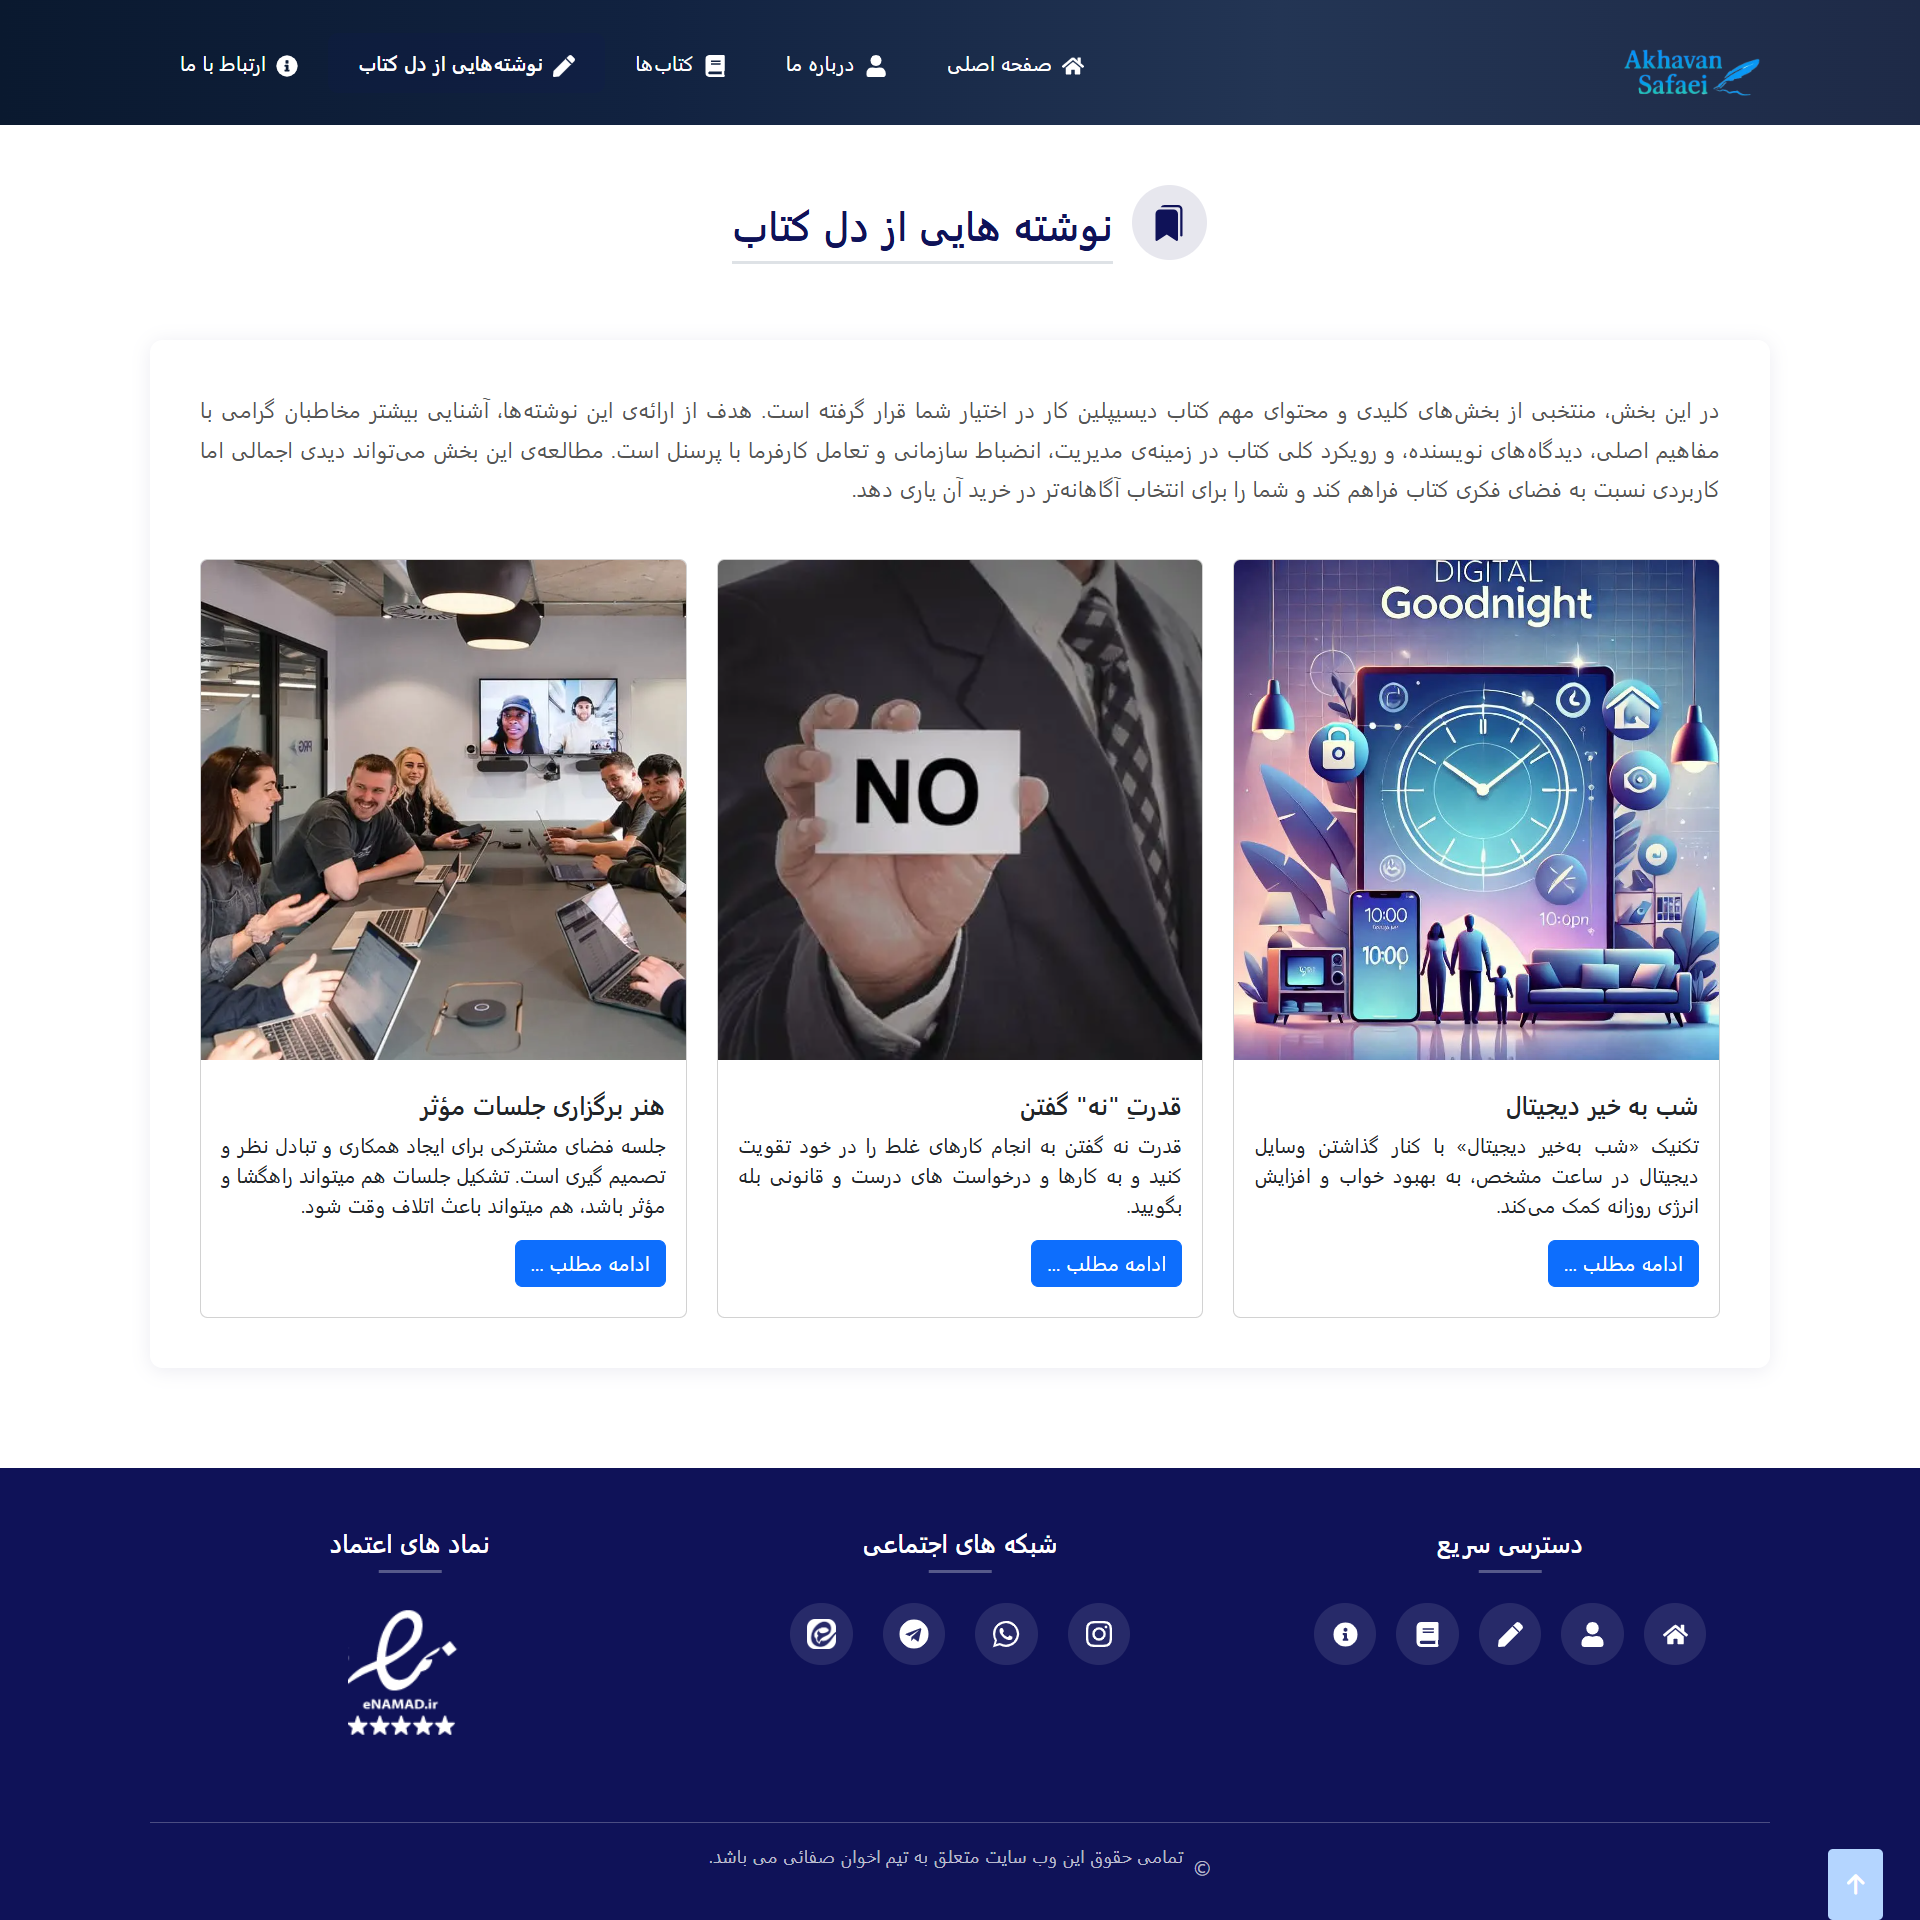 Akhavan
Safaei
صفحه اصلی
درباره ما
کتاب‌ها
نوشته‌هایی از دل کتاب
ارتباط با ما
نوشته هایی از دل کتاب
در این بخش، منتخبی از بخش‌های کلیدی و محتوای مهم کتاب دیسیپلین کار در اختیار شما قرار گرفته است. هدف از ارائه‌ی این نوشته‌ها، آشنایی بیشتر مخاطبان گرامی با
مفاهیم اصلی، دیدگاه‌های نویسنده، و رویکرد کلی کتاب در زمینه‌ی مدیریت، انضباط سازمانی و تعامل کارفرما با پرسنل است. مطالعه‌ی این بخش می‌تواند دیدی اجمالی اما
کاربردی نسبت به فضای فکری کتاب فراهم کند و شما را برای انتخاب آگاهانه‌تر در خرید آن یاری دهد.
DIGITAL
Goodnight
10:00
10:00
10:opn
شب به خیر دیجیتال
تکنیک «شب به‌خیر دیجیتال» با کنار گذاشتن وسایل
دیجیتال در ساعت مشخص، به بهبود خواب و افزایش
انرژی روزانه کمک می‌کند.
ادامه مطلب ...
NO
قدرتِ "نه" گفتن
قدرت نه گفتن به انجام کارهای غلط را در خود تقویت
کنید و به کارها و درخواست های درست و قانونی بله
بگویید.
ادامه مطلب ...
هنر برگزاری جلسات مؤثر
جلسه فضای مشترکی برای ایجاد همکاری و تبادل نظر و
تصمیم گیری است. تشکیل جلسات هم میتواند راهگشا و
مؤثر باشد، هم میتواند باعث اتلاف وقت شود.
ادامه مطلب ...
دسترسی سریع
شبکه های اجتماعی
نماد های اعتماد
eNAMAD.ir
© تمامی حقوق این وب سایت متعلق به تیم اخوان صفائی می باشد.